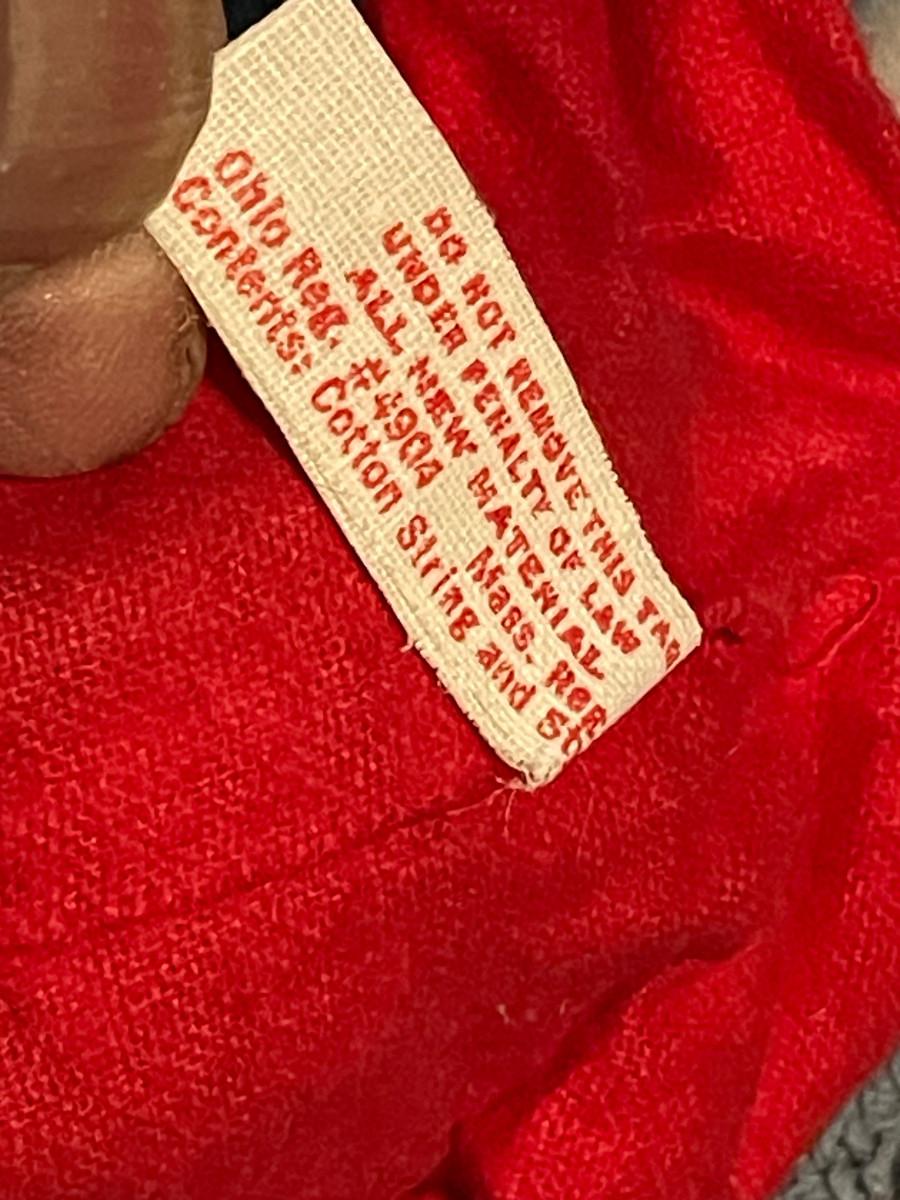 DO NOT REMOVE THIS TAG
UNDER PENALTY OF LAW
ALL NEW MATERIAL
Ohio Reg. #4904 Mass. Reg
Contents: Cotton String and St